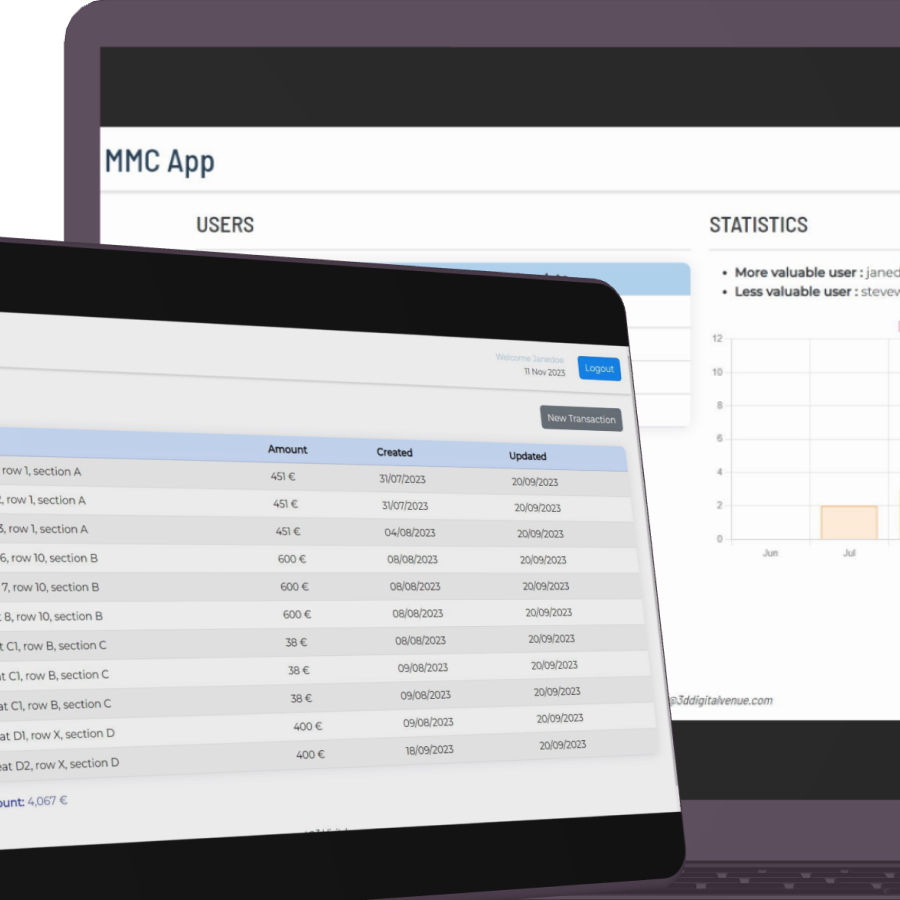 MMC App
USERS
STATISTICS
• More valuable user : janed
• Less valuable user : stevew
12
10
8
6
4
2
0
Jun Jul
@3ddigitalvenue.com
Welcome Janedoe
11 Nov 2023
Logout
New Transaction
Amount Created Updated
row 1, section A 451 € 31/07/2023 20/09/2023
2, row 1, section A 451 € 31/07/2023 20/09/2023
3, row 1, section A 451 € 04/08/2023 20/09/2023
6, row 10, section B 600 € 08/08/2023 20/09/2023
7, row 10, section B 600 € 08/08/2023 20/09/2023
t 8, row 10, section B 600 € 08/08/2023 20/09/2023
t C1, row B, section C 38 € 08/08/2023 20/09/2023
at C1, row B, section C 38 € 09/08/2023 20/09/2023
at C1, row B, section C 38 € 09/08/2023 20/09/2023
at D1, row X, section D 400 € 09/08/2023 20/09/2023
eat D2, row X, section D 400 € 18/09/2023 20/09/2023
ount: 4,067 €